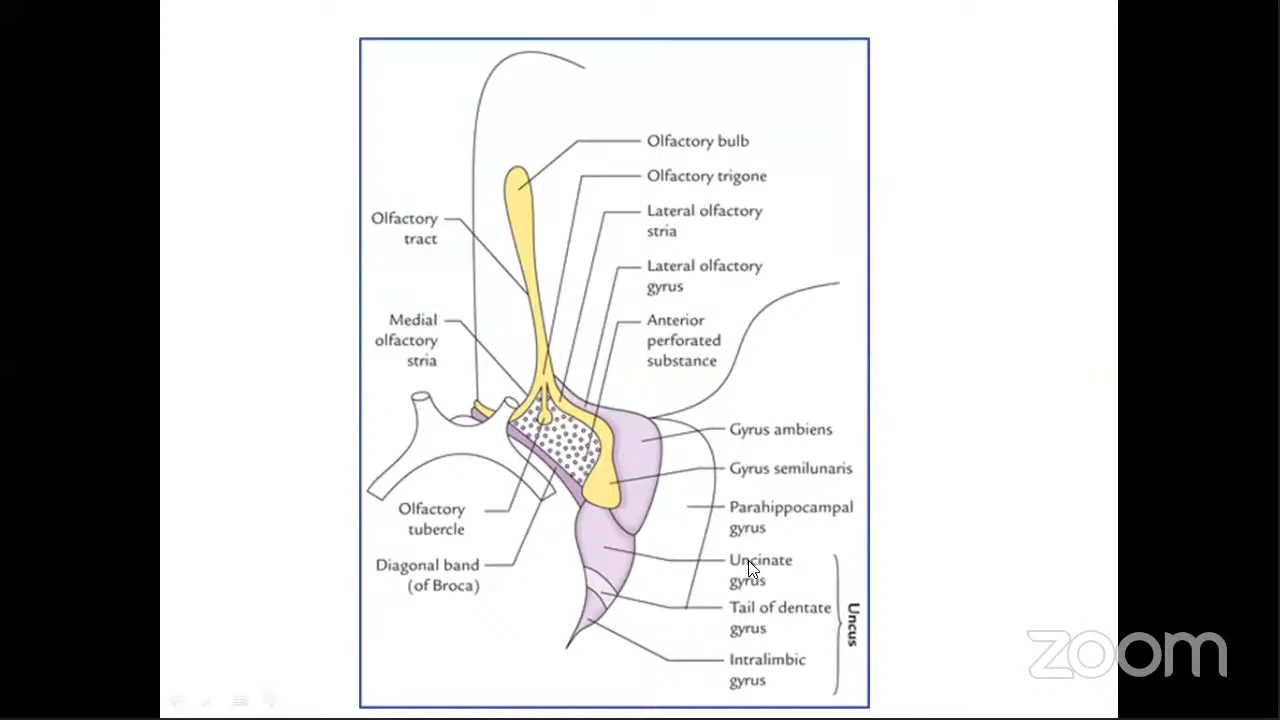 Olfactory bulb
Olfactory trigone
Lateral olfactory
stria
Lateral olfactory
gyrus
Anterior
perforated
substance
Olfactory
tract
Medial
olfactory
stria
Gyrus ambiens
Gyrus semilunaris
Parahippocampal
gyrus
Uncinate
gyrus
Tail of dentate
gyrus
Intralimbic
gyrus
Uncus
Olfactory
tubercle
Diagonal band
(of Broca)
zoom